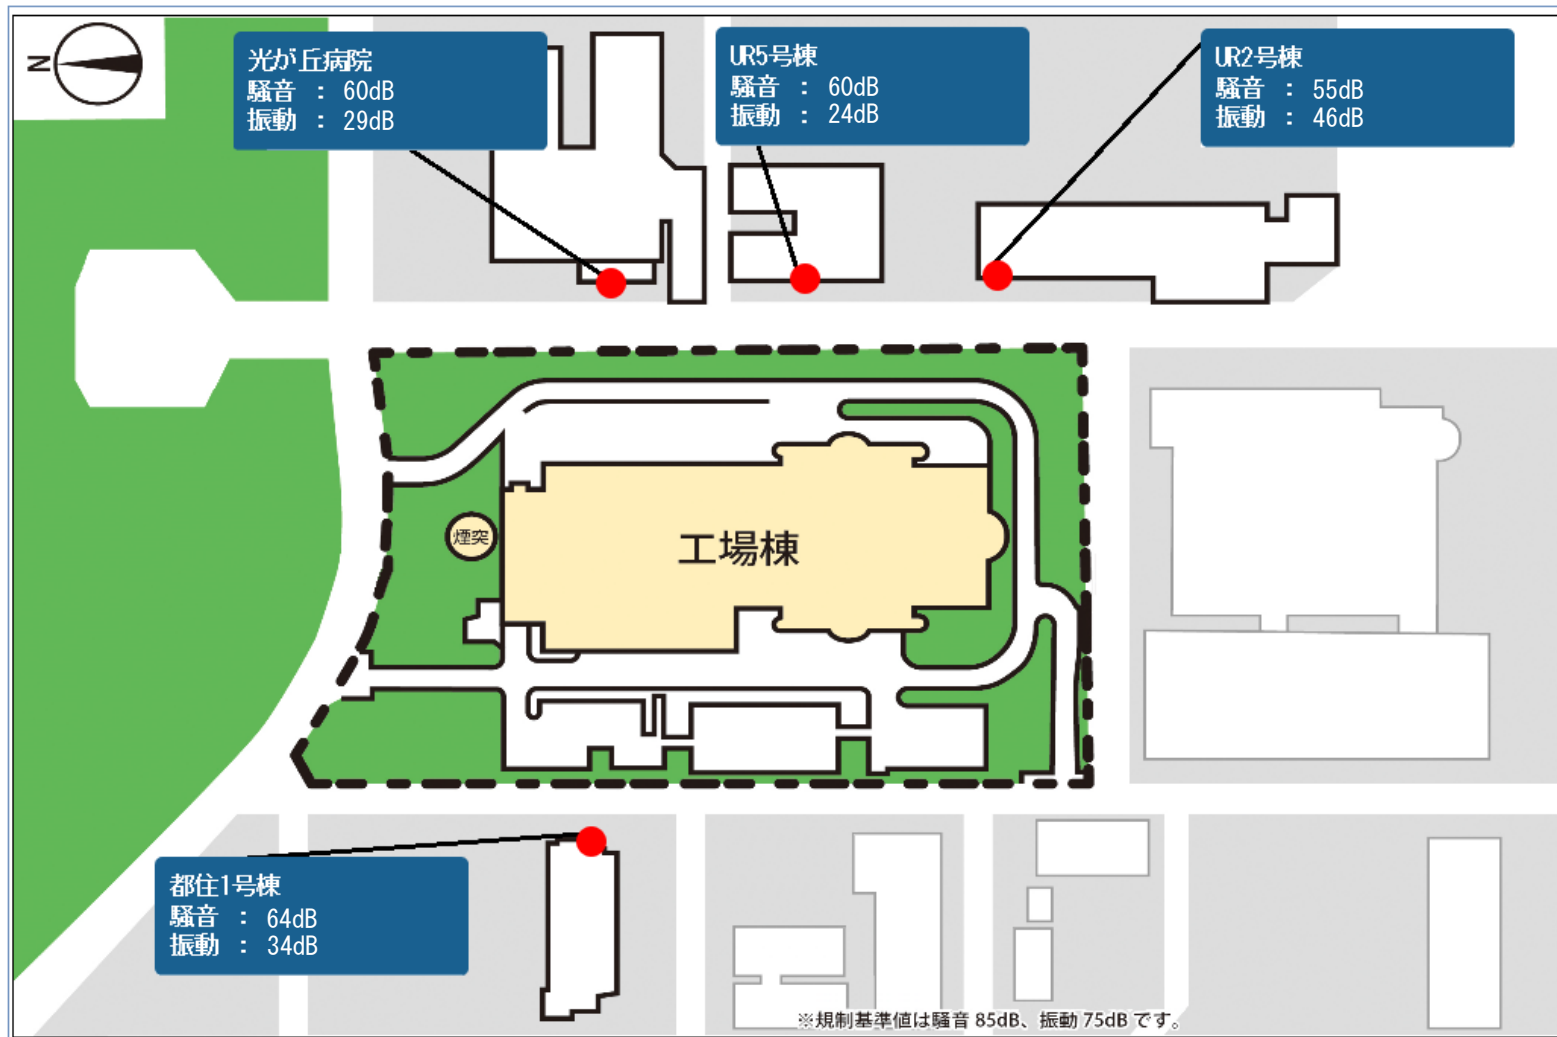 N
光が丘病院
騒音 : 60dB
振動 : 29dB
UR5号棟
騒音 : 60dB
振動 : 24dB
UR2号棟
騒音 : 55dB
振動 : 46dB
煙突
工場棟
都住1号棟
騒音 : 64dB
振動 : 34dB
※規制基準値は騒音 85dB、振動 75dB です。